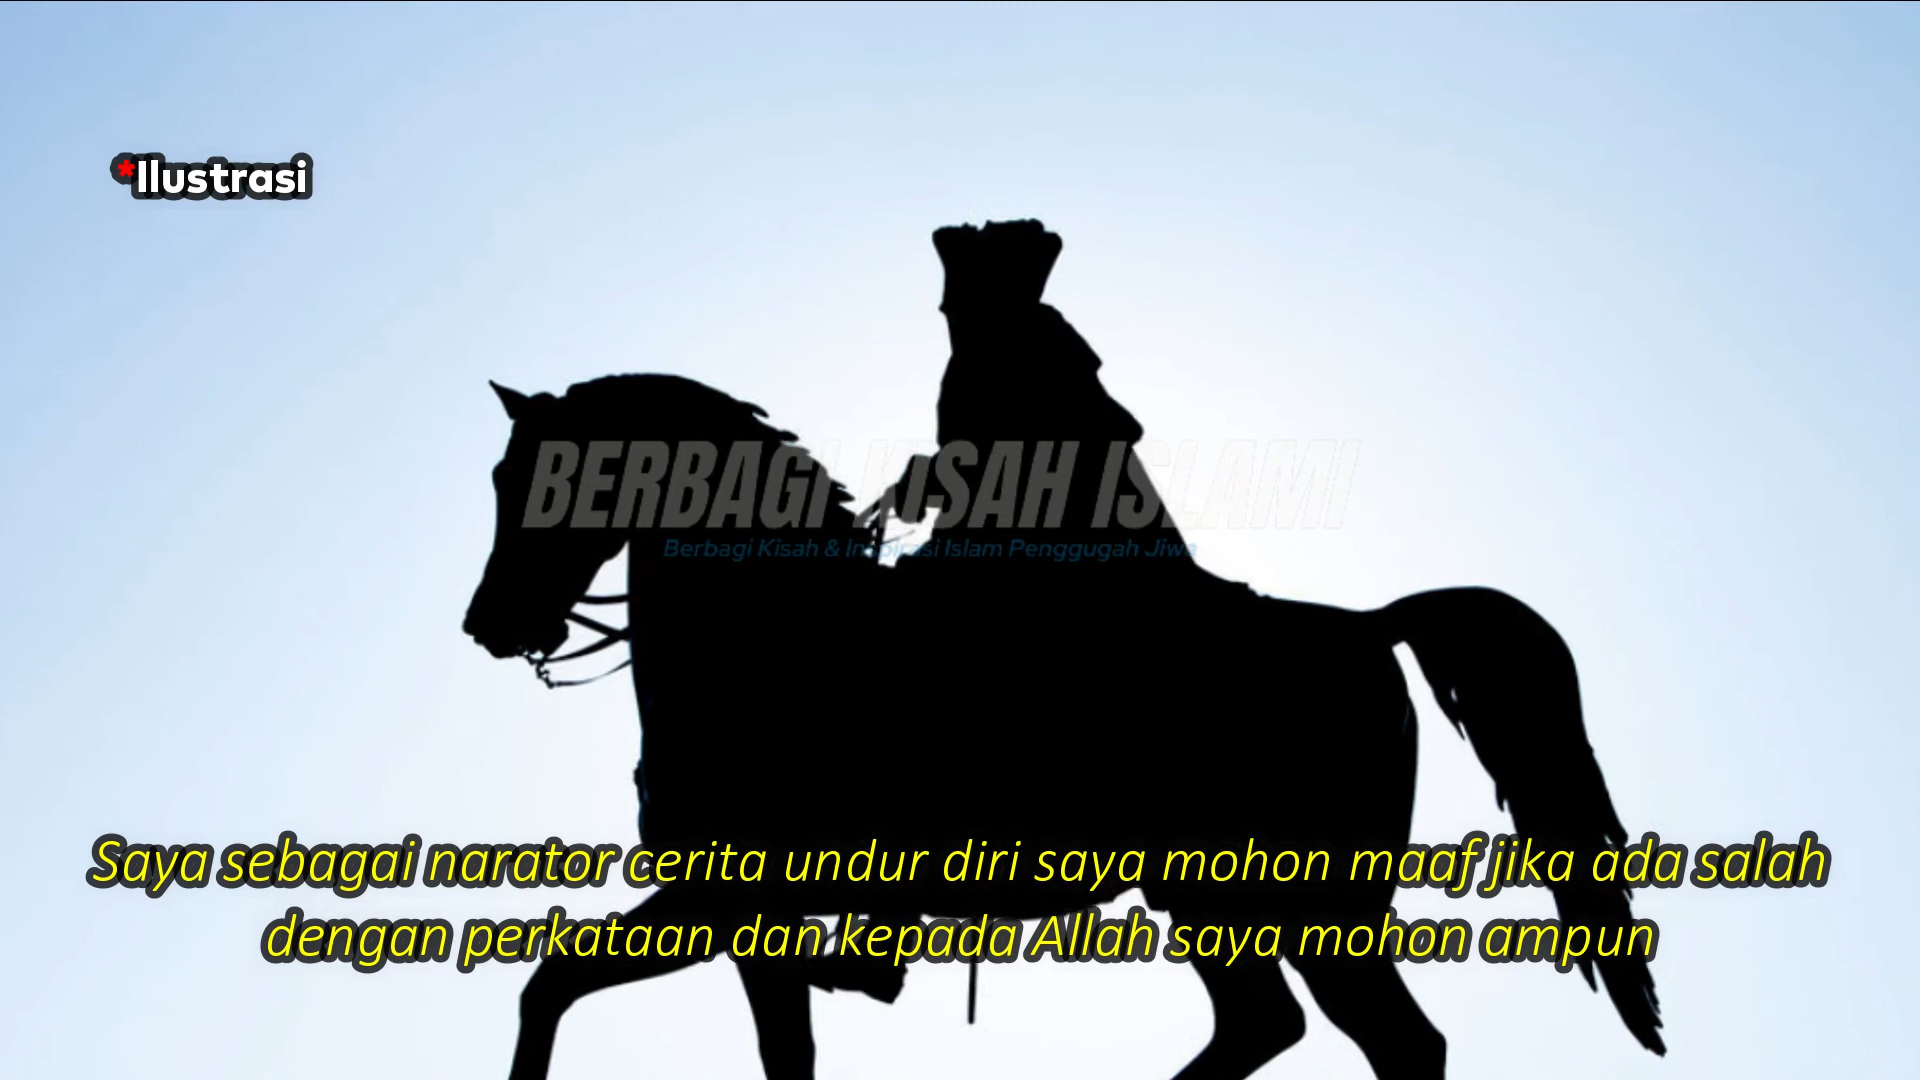 *Ilustrasi
BERBAGI KISAH ISLAMI
Berbagi Kisah & Inspirasi Islam Penggugah Jiwa
Saya sebagai narator cerita undur diri saya mohon maaf jika ada salah
dengan perkataan dan kepada Allah saya mohon ampun